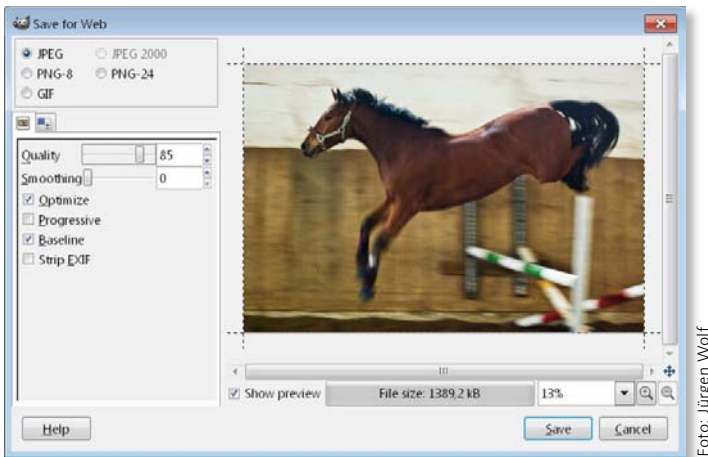 Save for Web
JPEG JPEG 2000
PNG-8 PNG-24
GIF
Quality 85
Smoothing 0
Optimize
Progressive
Baseline
Strip EXIF
Show preview File size: 1389,2 kB 13%
Help Save Cancel
Foto: Jürgen Wolf